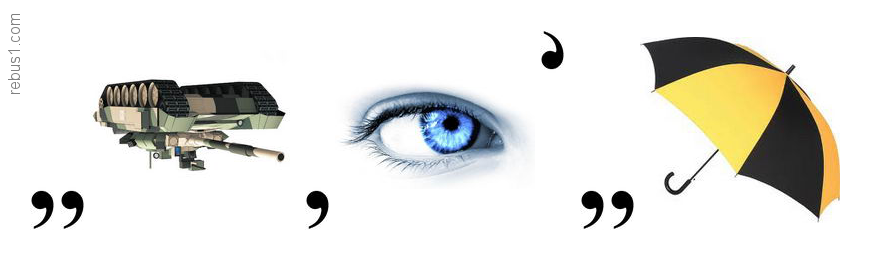 rebus1.com
,,
,
,
,,